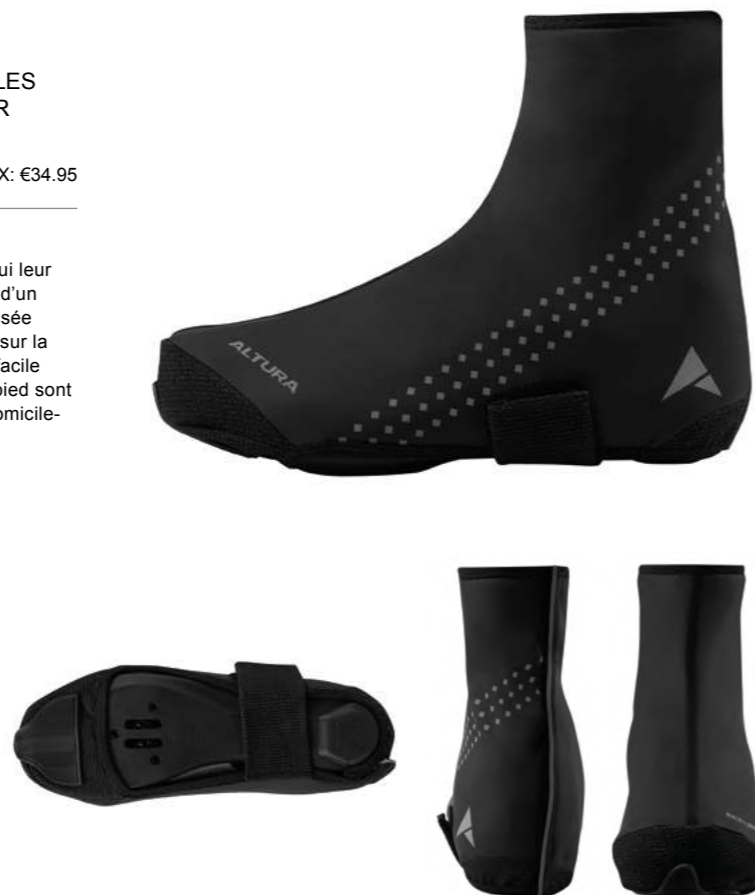 LES
R
X: €34.95
ui leur
d'un
sée
sur la
facile
pied sont
omicile-
ALTURA